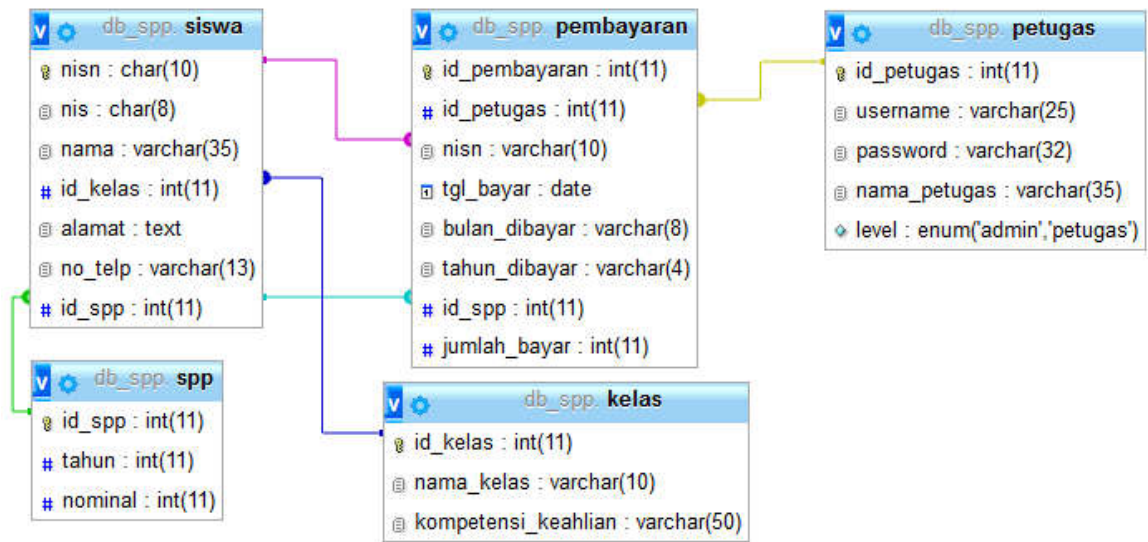 db_spp. siswa
nisn : char(10)
nis : char(8)
nama : varchar(35)
# id_kelas : int(11)
alamat : text
no_telp : varchar(13)
# id_spp : int(11)
db_spp. pembayaran
id_pembayaran : int(11)
# id_petugas : int(11)
nisn : varchar(10)
tgl_bayar : date
bulan_dibayar : varchar(8)
tahun_dibayar : varchar(4)
# id_spp : int(11)
# jumlah_bayar : int(11)
db_spp. petugas
id_petugas : int(11)
username : varchar(25)
password : varchar(32)
nama_petugas : varchar(35)
level : enum('admin','petugas')
db_spp. spp
id_spp : int(11)
# tahun : int(11)
# nominal : int(11)
db_spp. kelas
id_kelas : int(11)
nama_kelas : varchar(10)
kompetensi_keahlian : varchar(50)